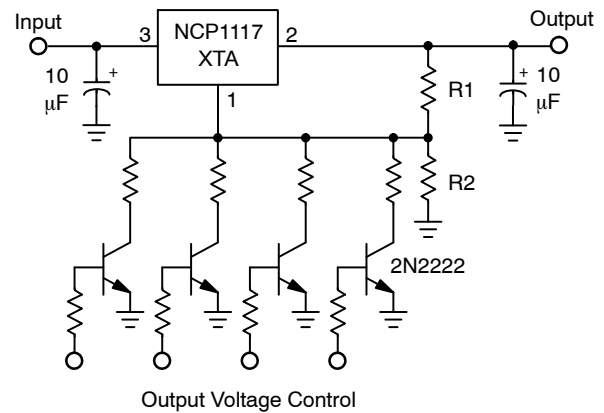 Input
Output
3
NCP1117
XTA
2
1
10
μF
+
R1
+
10
μF
R2
2N2222
Output Voltage Control